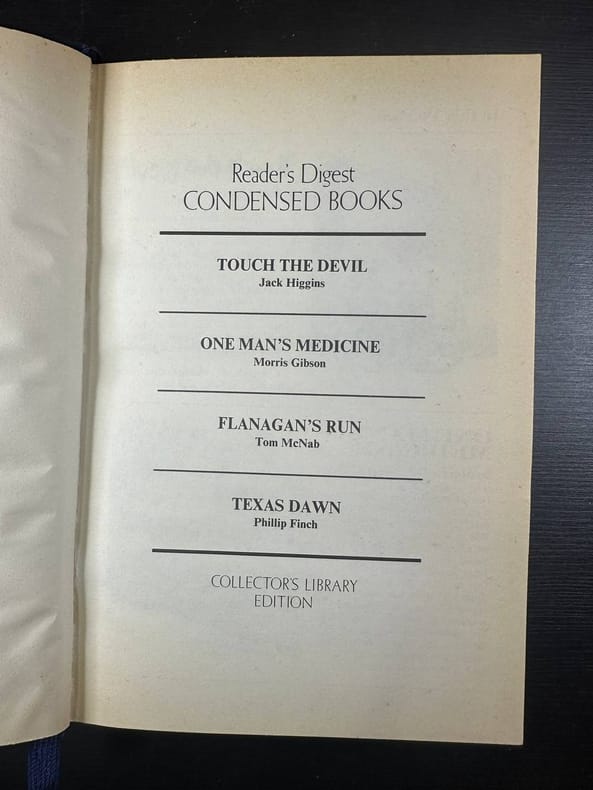 Reader's Digest
CONDENSED BOOKS
TOUCH THE DEVIL
Jack Higgins
ONE MAN'S MEDICINE
Morris Gibson
FLANAGAN'S RUN
Tom McNab
TEXAS DAWN
Phillip Finch
COLLECTOR'S LIBRARY
EDITION